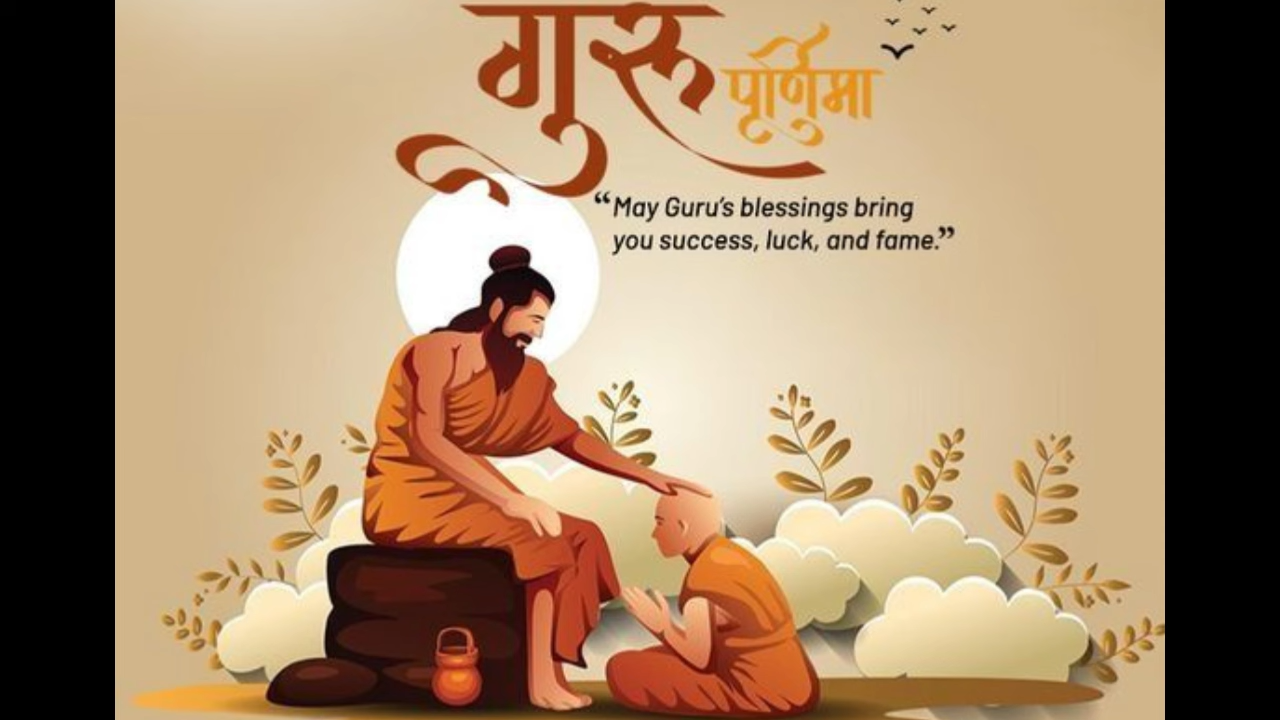 गुरू पूर्णिमा
“May Guru’s blessings bring
you success, luck, and fame.”